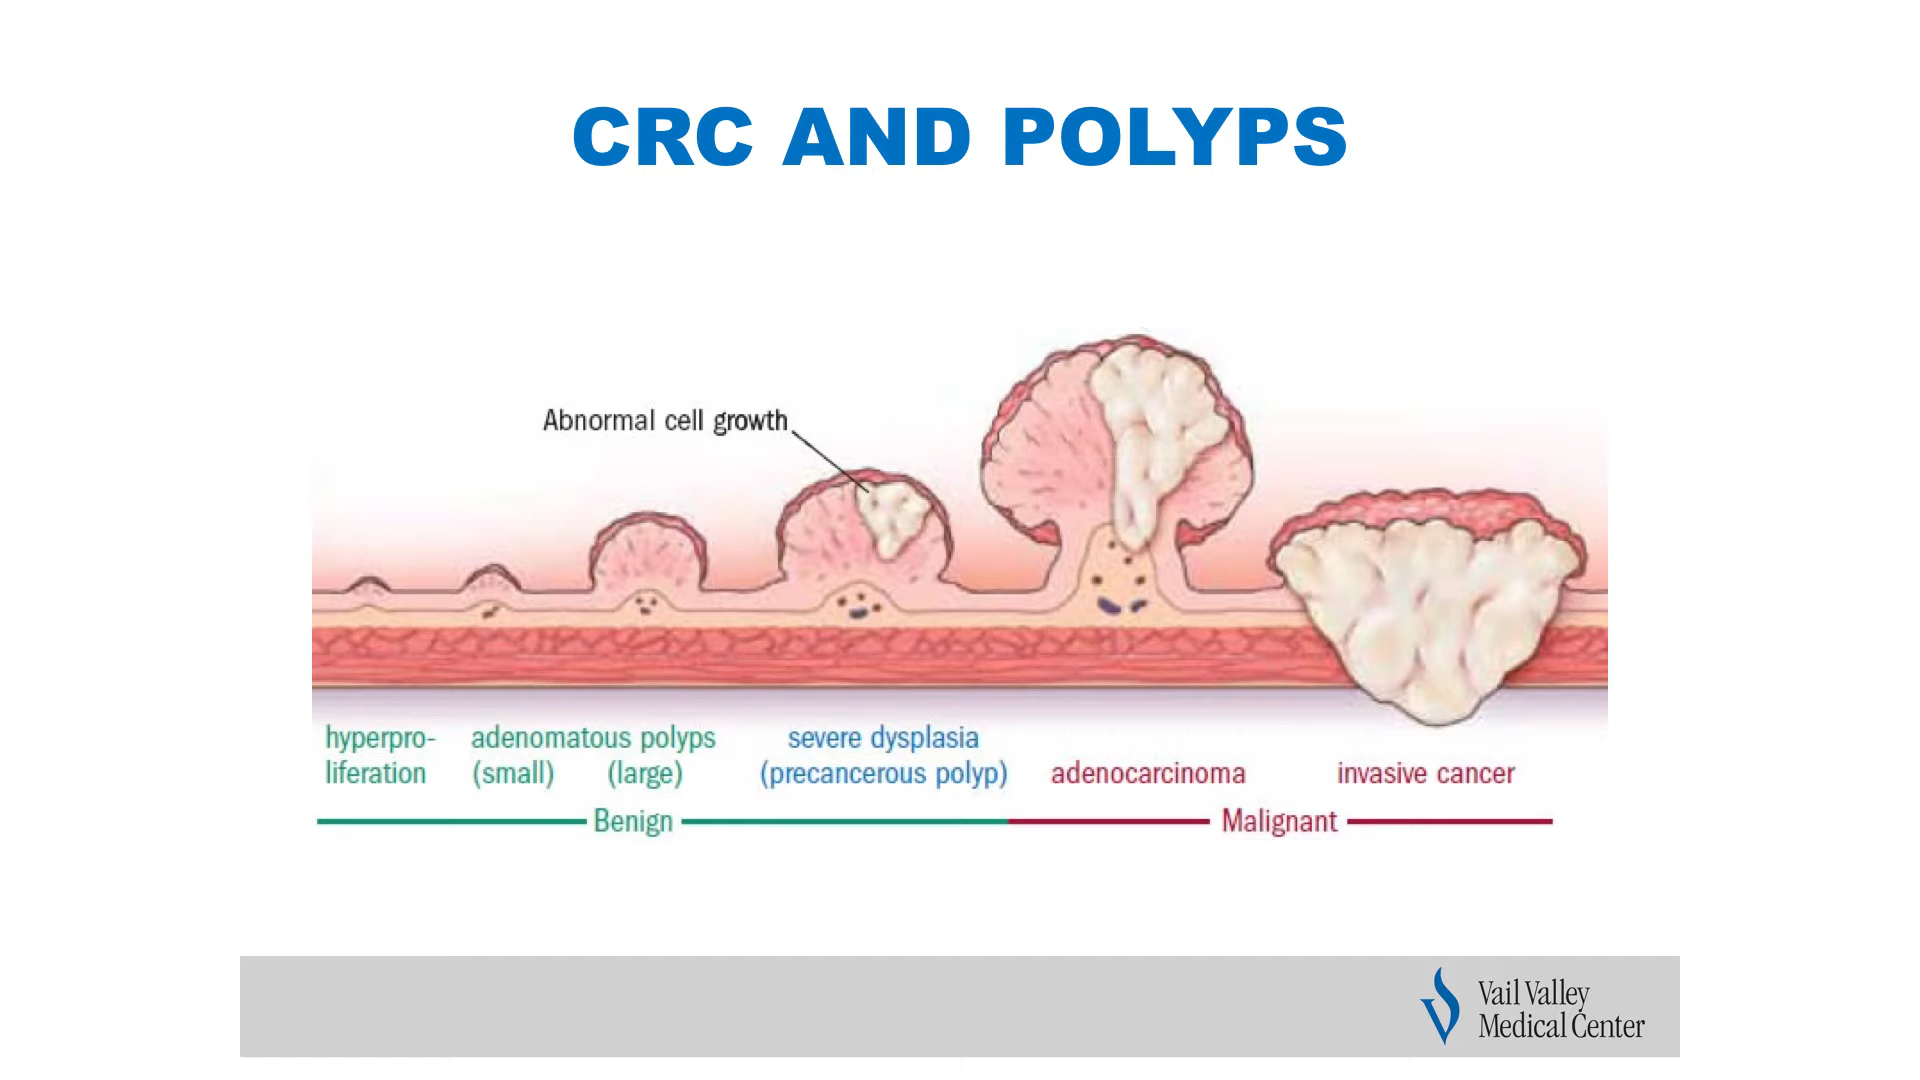 CRC AND POLYPS
Abnormal cell growth
hyperpro-
liferation
adenomatous polyps
(small) (large)
severe dysplasia
(precancerous polyp)
adenocarcinoma
invasive cancer
Benign
Malignant
Vail Valley
Medical Center